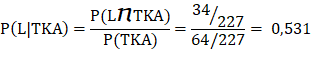 P(L|TKA) = P(L n TKA) / P(TKA) = 34/227 / 64/227 = 0,531